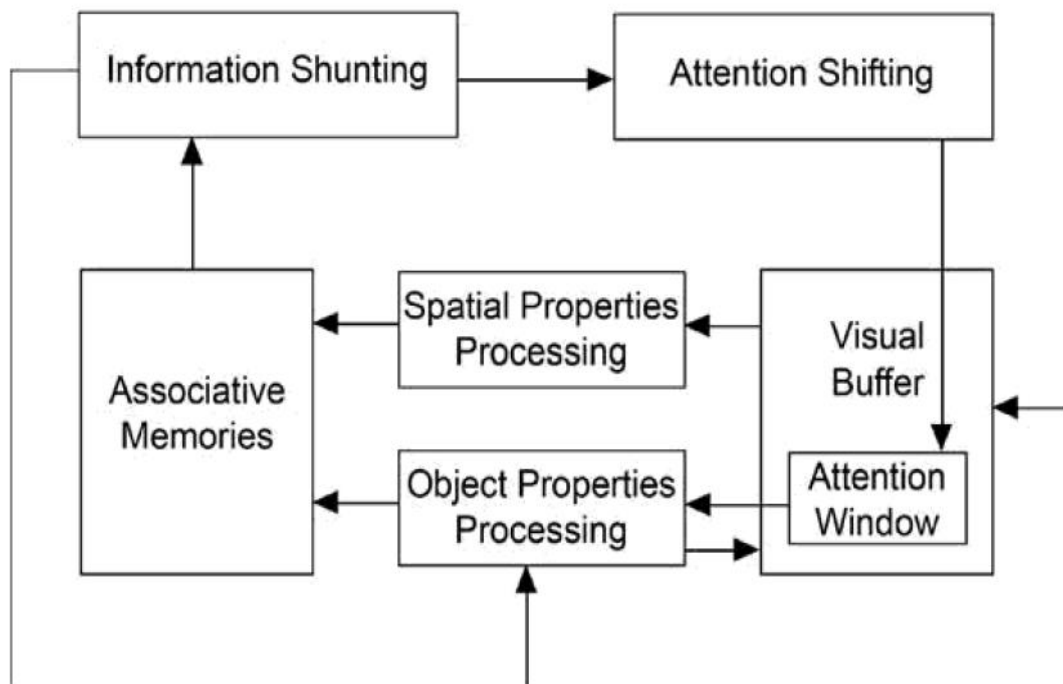 Information Shunting
Attention Shifting
Spatial Properties
Processing
Visual
Buffer
Associative
Memories
Object Properties
Processing
Attention
Window